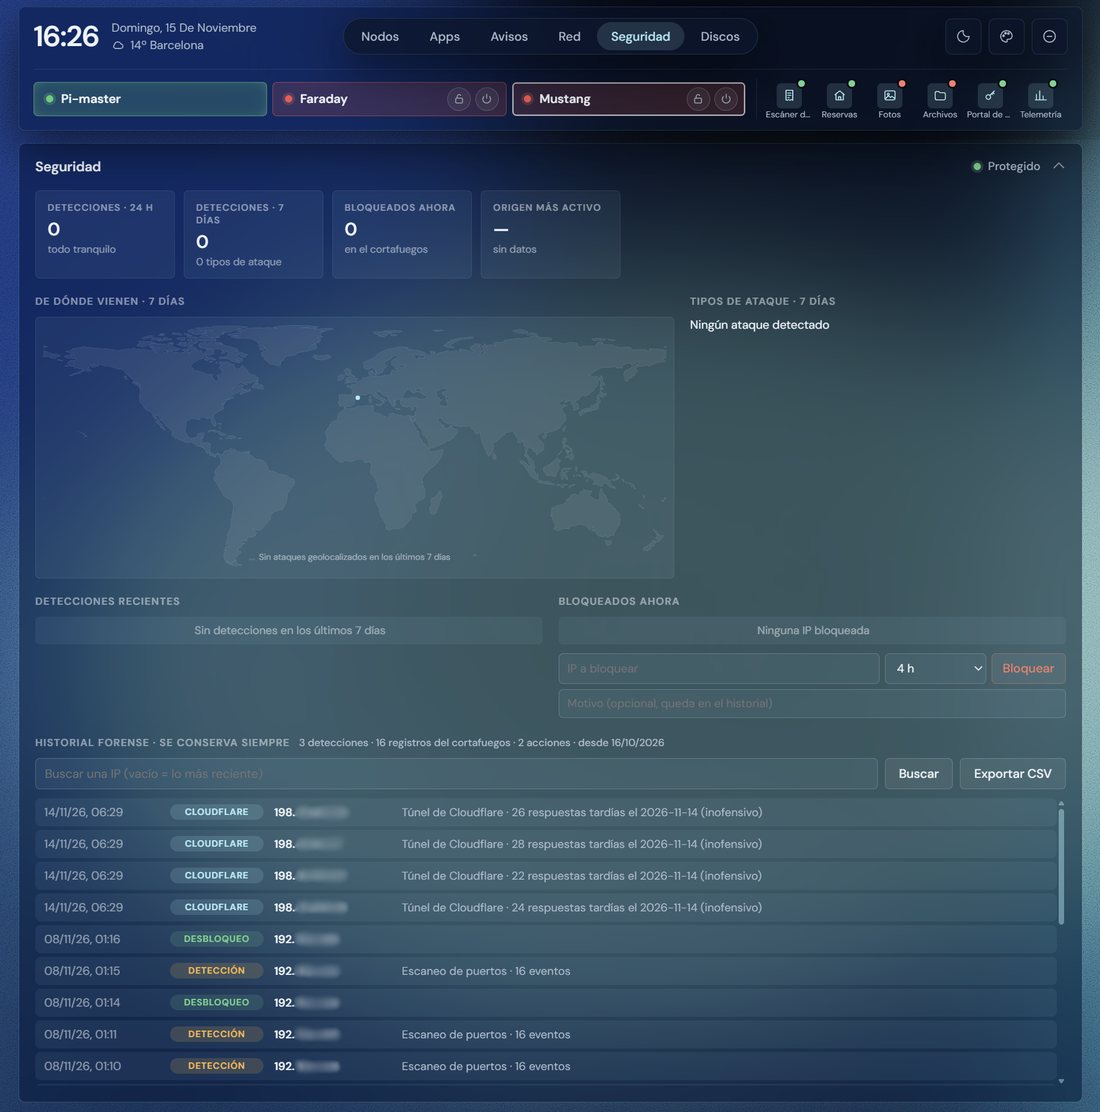 16:26
Domingo, 15 De Noviembre
14º Barcelona
Nodos Apps Avisos Red Seguridad Discos
Pi-master
Faraday
Mustang
Escáner d... Reservas Fotos Archivos Portal de ... Telemetría
Seguridad
Protegido
DETECCIONES · 24 H
0
todo tranquilo
DETECCIONES · 7
DÍAS
0
0 tipos de ataque
BLOQUEADOS AHORA
0
en el cortafuegos
ORIGEN MÁS ACTIVO
—
sin datos
DE DÓNDE VIENEN · 7 DÍAS
Sin ataques geolocalizados en los últimos 7 días
TIPOS DE ATAQUE · 7 DÍAS
Ningún ataque detectado
DETECCIONES RECIENTES
Sin detecciones en los últimos 7 días
BLOQUEADOS AHORA
Ninguna IP bloqueada
IP a bloquear
4 h
Bloquear
Motivo (opcional, queda en el historial)
HISTORIAL FORENSE · SE CONSERVA SIEMPRE 3 detecciones · 16 registros del cortafuegos · 2 acciones · desde 16/10/2026
Buscar una IP (vacío = lo más reciente)
Buscar
Exportar CSV
14/11/26, 06:29 CLOUDFLARE 198. Túnel de Cloudflare · 26 respuestas tardías el 2026-11-14 (inofensivo)
14/11/26, 06:29 CLOUDFLARE 198. Túnel de Cloudflare · 28 respuestas tardías el 2026-11-14 (inofensivo)
14/11/26, 06:29 CLOUDFLARE 198. Túnel de Cloudflare · 22 respuestas tardías el 2026-11-14 (inofensivo)
14/11/26, 06:29 CLOUDFLARE 198. Túnel de Cloudflare · 24 respuestas tardías el 2026-11-14 (inofensivo)
08/11/26, 01:16 DESBLOQUEO 192.
08/11/26, 01:15 DETECCIÓN 192. Escaneo de puertos · 16 eventos
08/11/26, 01:14 DESBLOQUEO 192.
08/11/26, 01:11 DETECCIÓN 192. Escaneo de puertos · 16 eventos
08/11/26, 01:10 DETECCIÓN 192. Escaneo de puertos · 16 eventos